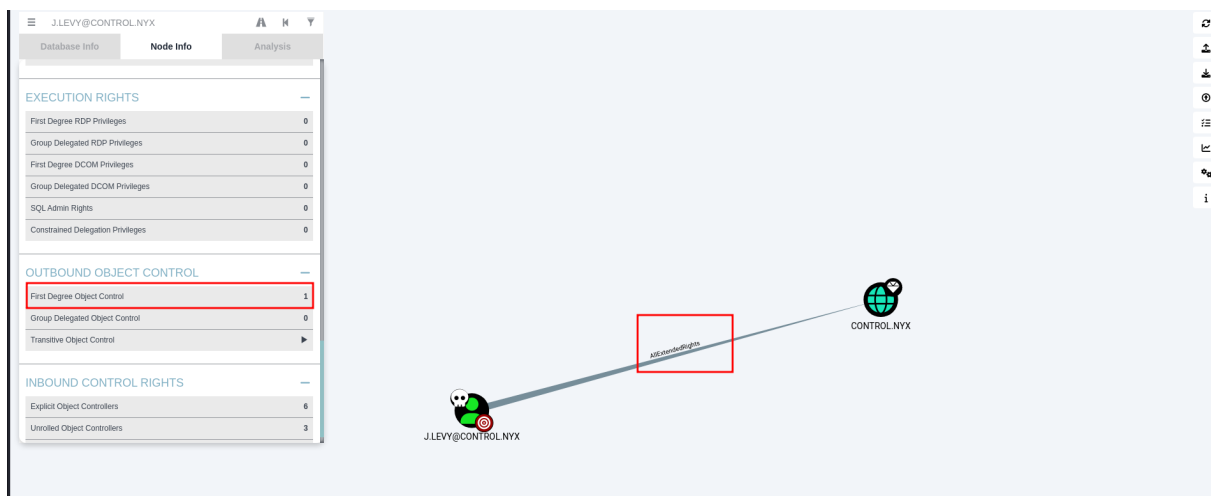 J.LEVY@CONTROL.NYX
Database Info Node Info Analysis
EXECUTION RIGHTS
First Degree RDP Privileges 0
Group Delegated RDP Privileges 0
First Degree DCOM Privileges 0
Group Delegated DCOM Privileges 0
SQL Admin Rights 0
Constrained Delegation Privileges 0
OUTBOUND OBJECT CONTROL
First Degree Object Control 1
Group Delegated Object Control 0
Transitive Object Control
INBOUND CONTROL RIGHTS
Explicit Object Controllers 6
Unrolled Object Controllers 3
CONTROL.NYX
AllExtendedRights
J.LEVY@CONTROL.NYX